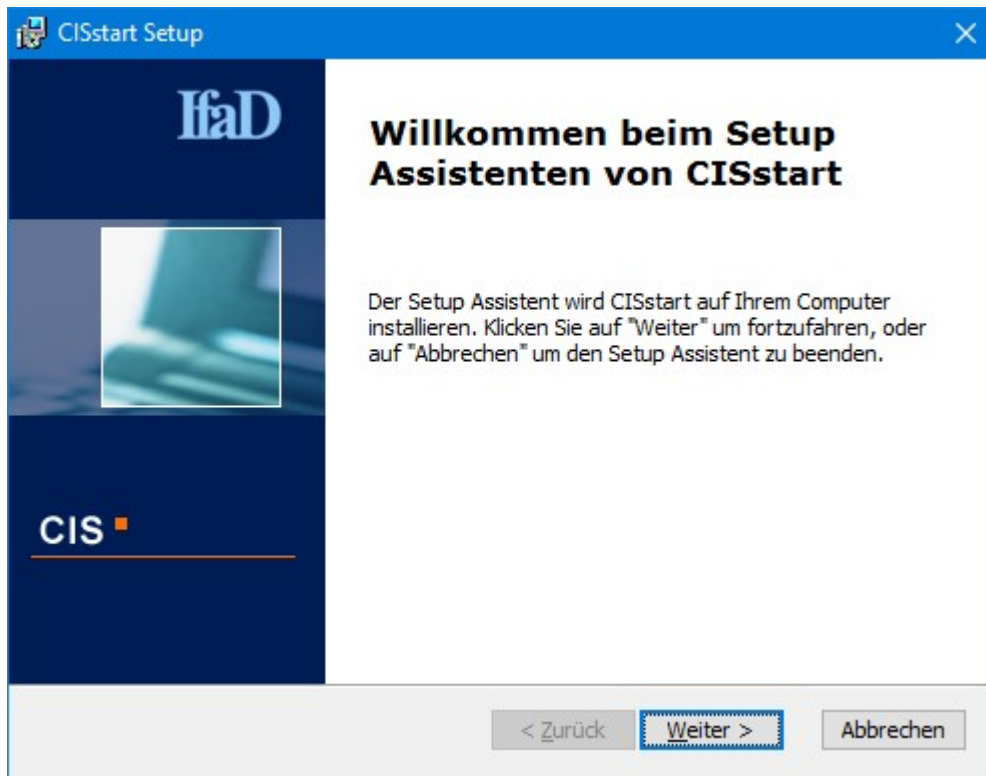 CISstart Setup
IfaD
Willkommen beim Setup
Assistenten von CISstart
Der Setup Assistent wird CISstart auf Ihrem Computer
installieren. Klicken Sie auf "Weiter" um fortzufahren, oder
auf "Abbrechen" um den Setup Assistent zu beenden.
CIS
< Zurück Weiter > Abbrechen